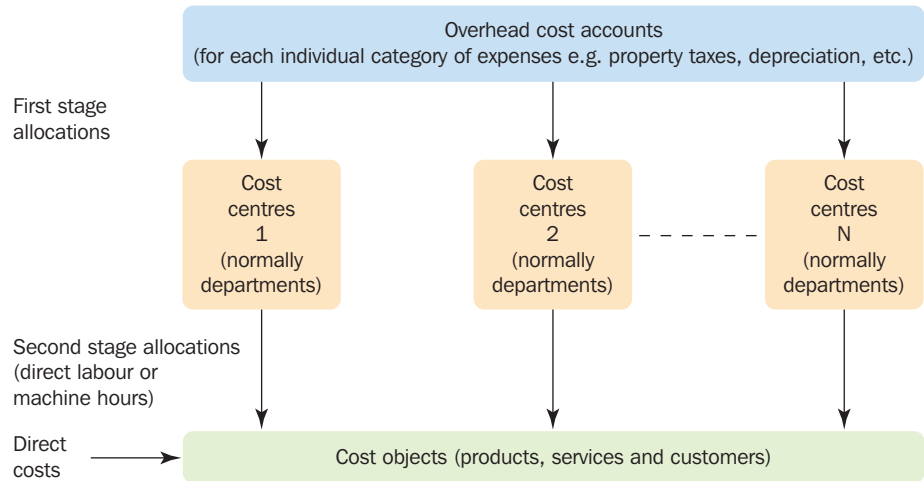 Overhead cost accounts
(for each individual category of expenses e.g. property taxes, depreciation, etc.)
First stage
allocations
Cost
centres
1
(normally
departments)
Cost
centres
2
(normally
departments)
Cost
centres
N
(normally
departments)
Second stage allocations
(direct labour or
machine hours)
Direct
costs
Cost objects (products, services and customers)